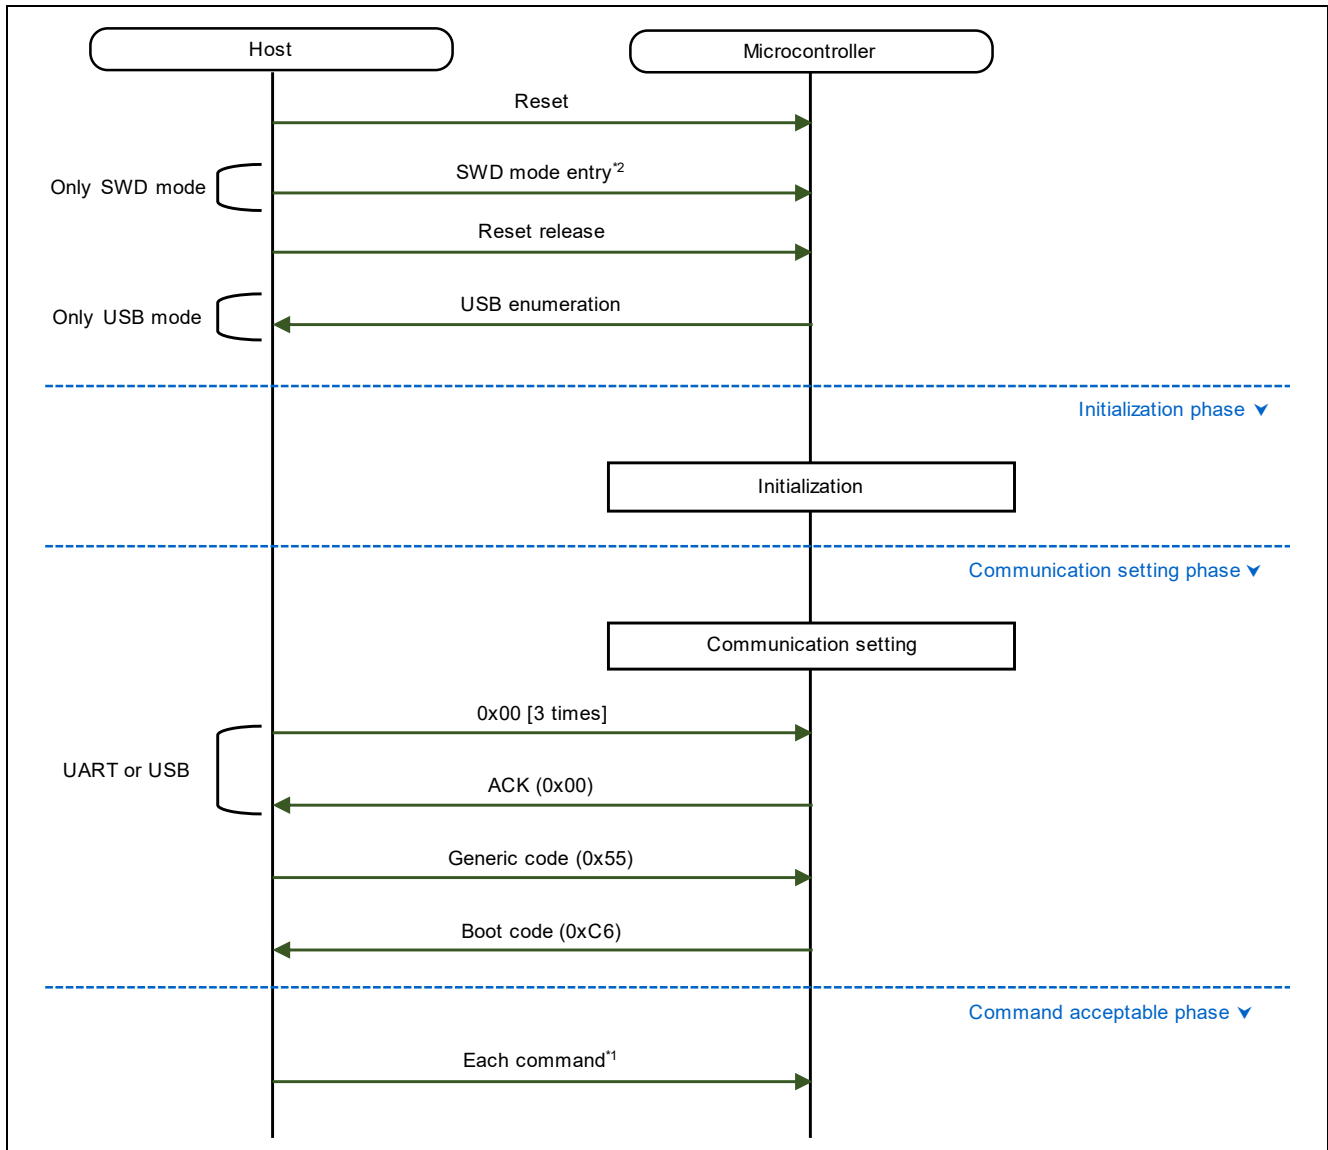 Host
Microcontroller
Reset
Only SWD mode
SWD mode entry*2
Reset release
Only USB mode
USB enumeration
Initialization phase
Initialization
Communication setting phase
Communication setting
0x00 [3 times]
UART or USB
ACK (0x00)
Generic code (0x55)
Boot code (0xC6)
Command acceptable phase
Each command*1